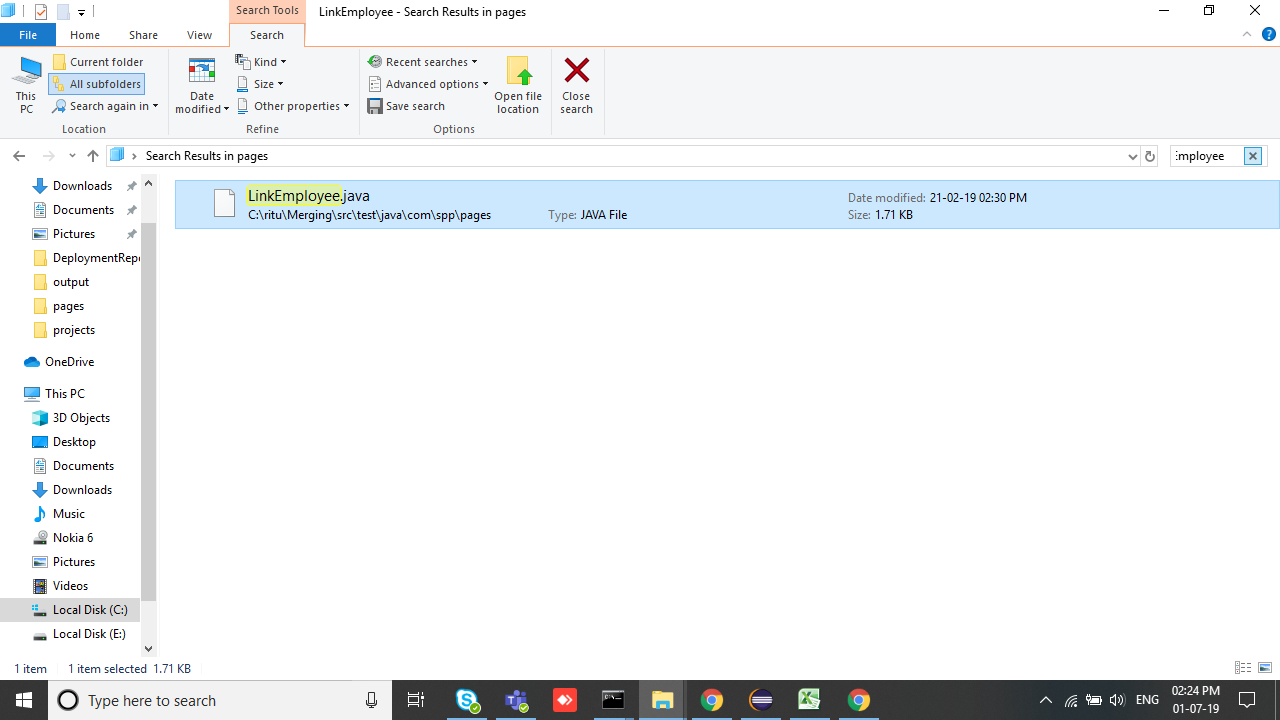 Search Tools
LinkEmployee - Search Results in pages
File
Home
Share
View
Search
This PC
Current folder
All subfolders
Search again in
Location
Date modified
Kind
Size
Other properties
Refine
Recent searches
Advanced options
Save search
Options
Open file location
Close search
Search Results in pages
mployee
Downloads
Documents
Pictures
DeploymentRep
output
pages
projects
OneDrive
This PC
3D Objects
Desktop
Documents
Downloads
Music
Nokia 6
Pictures
Videos
Local Disk (C:)
Local Disk (E:)
LinkEmployee.java
C:\ritu\Merging\src\test\java\com\spp\pages
Type: JAVA File
Date modified: 21-02-19 02:30 PM
Size: 1.71 KB
1 item
1 item selected 1.71 KB
Type here to search
ENG
02:24 PM
01-07-19